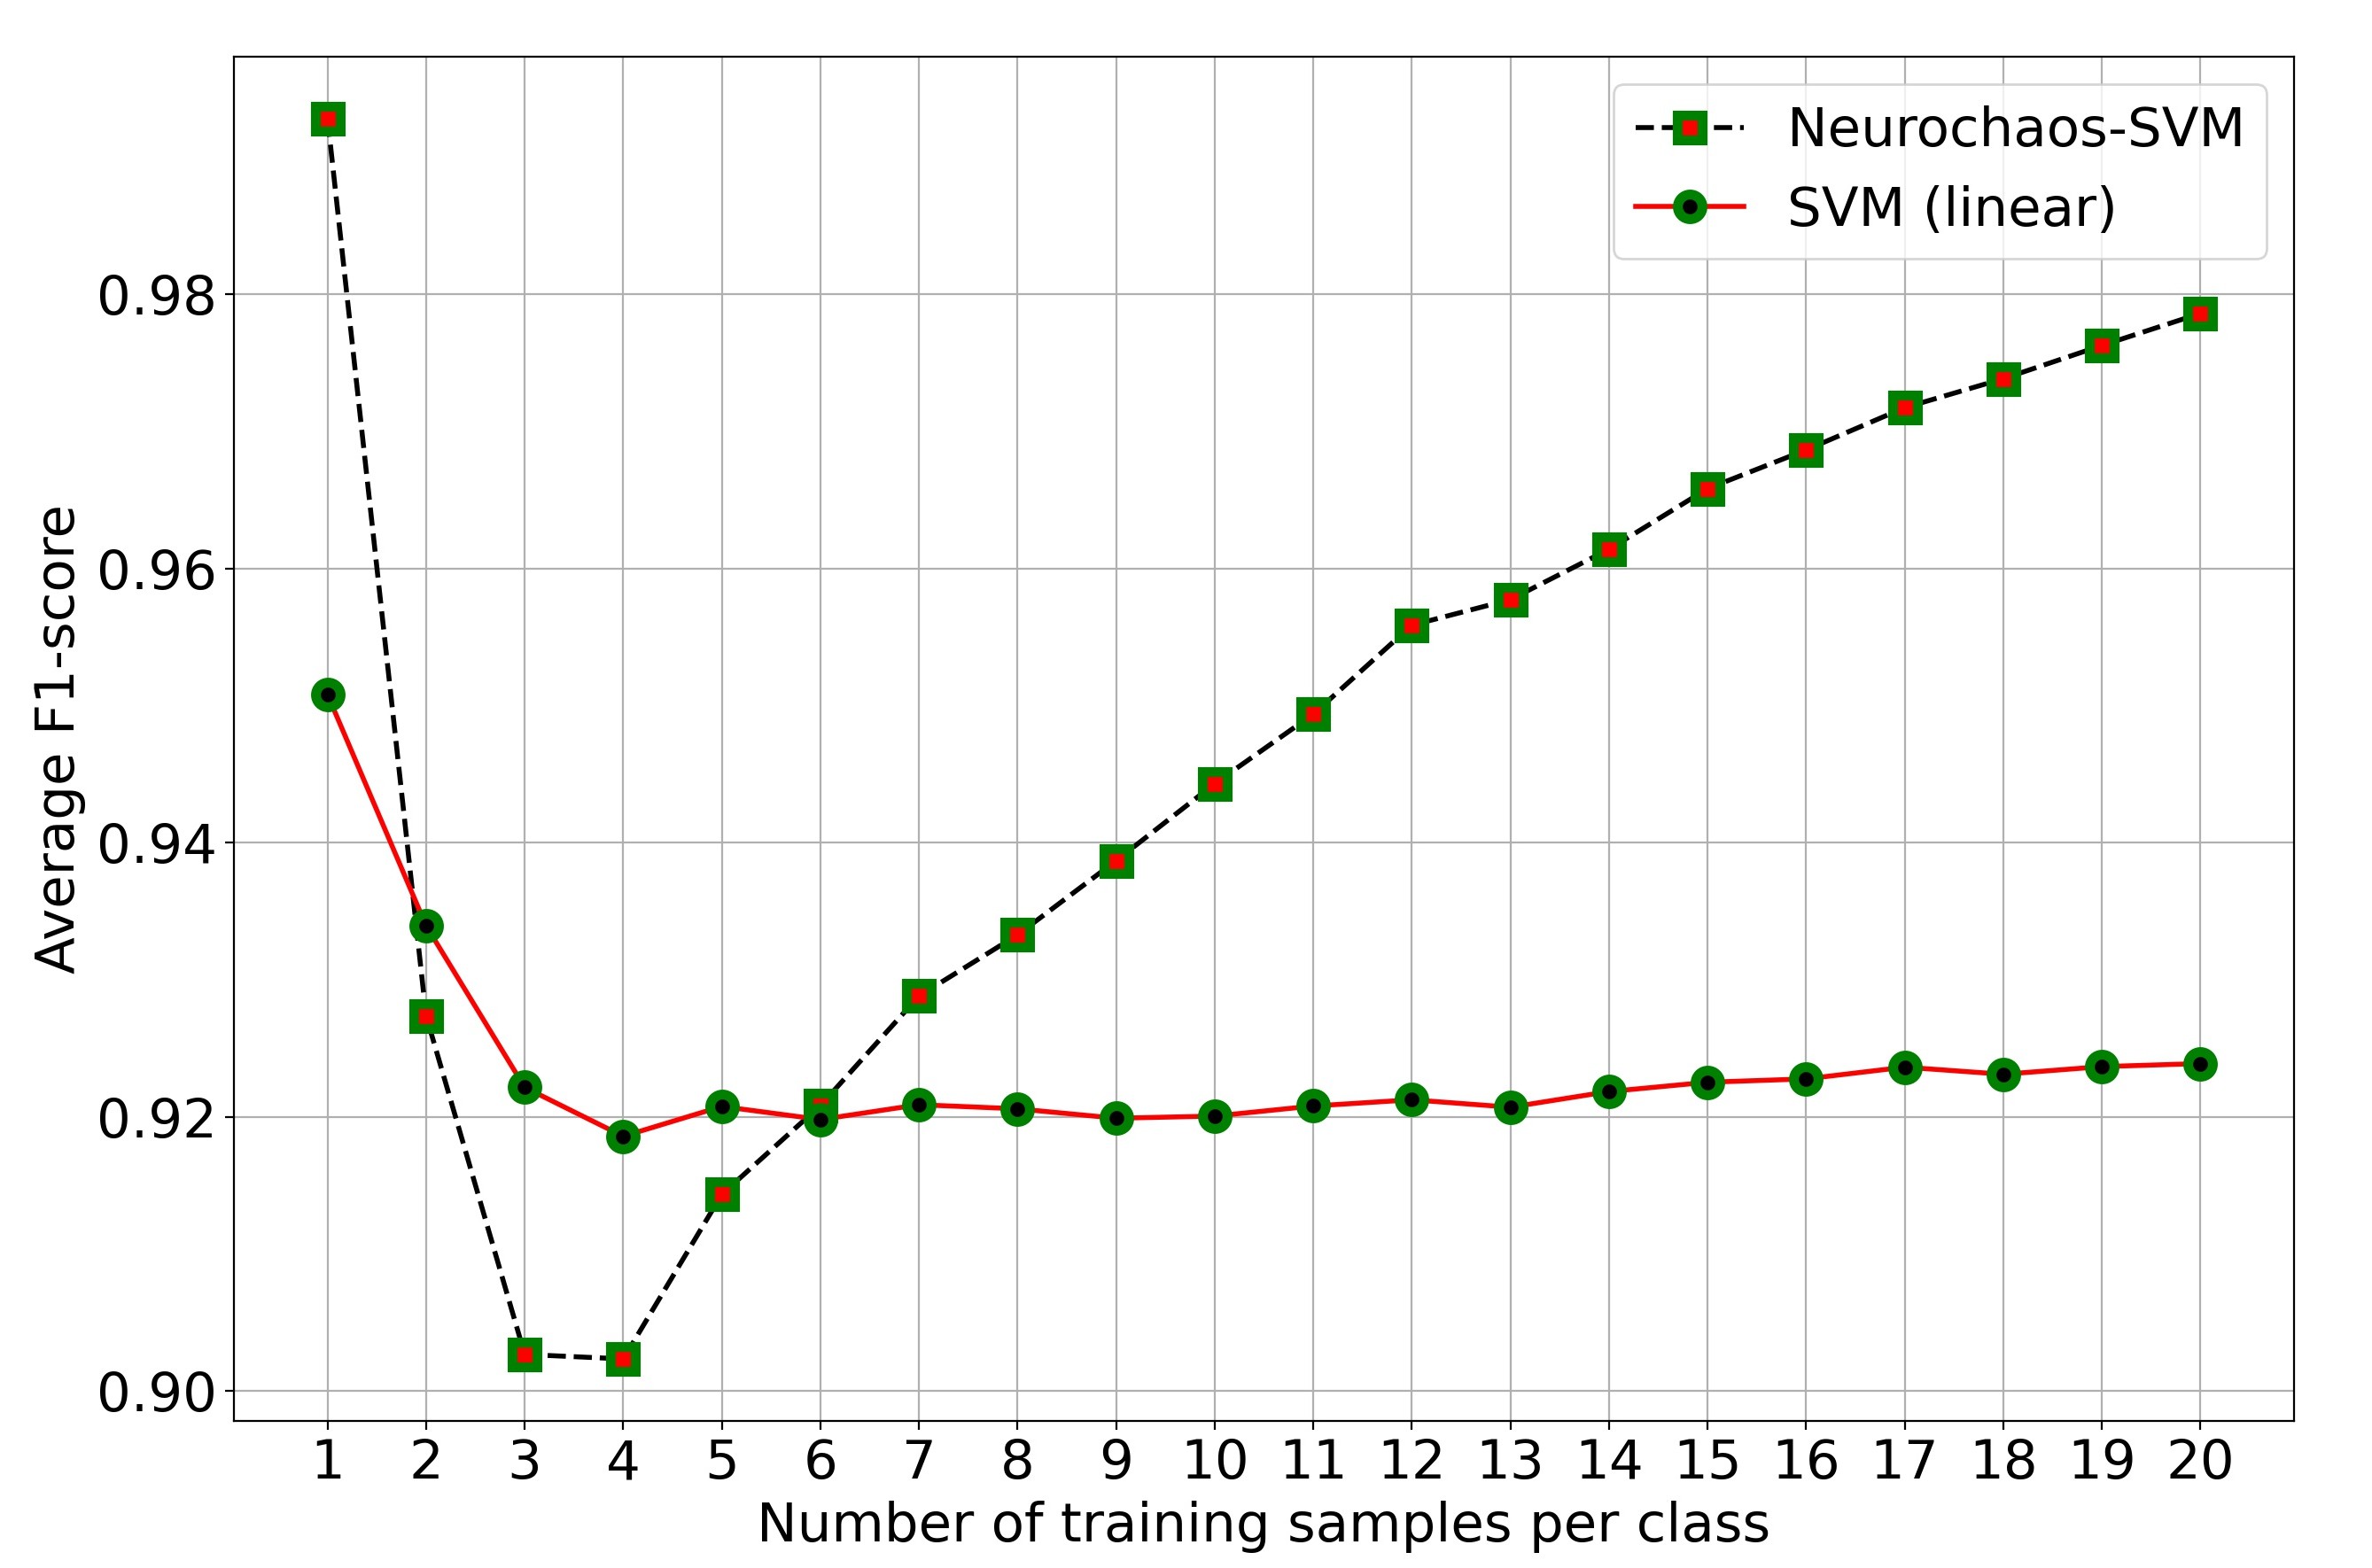 Neurochaos-SVM
SVM (linear)
0.98
0.96
0.94
0.92
0.90
Average F1-score
1 2 3 4 5 6 7 8 9 10 11 12 13 14 15 16 17 18 19 20
Number of training samples per class